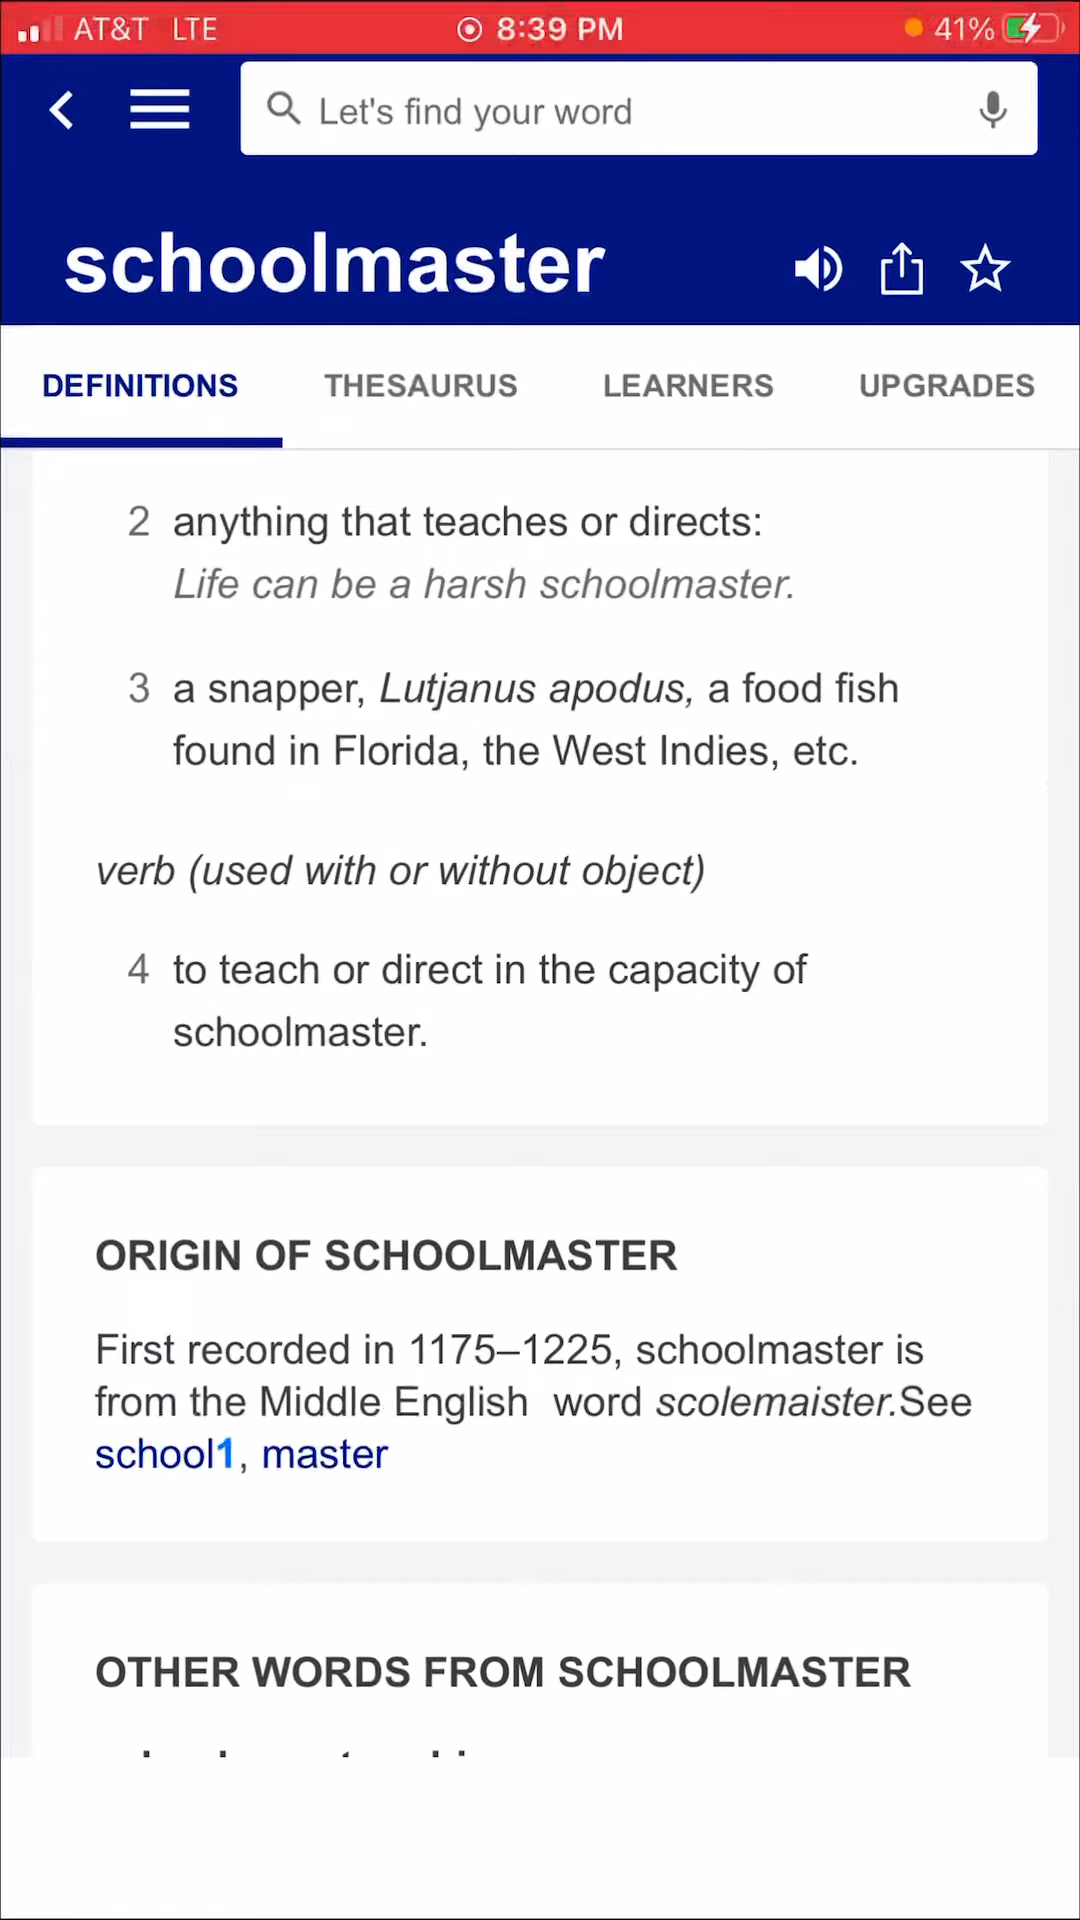 AT&T LTE 8:39 PM 41%
Let's find your word
schoolmaster
DEFINITIONS THESAURUS LEARNERS UPGRADES
2 anything that teaches or directs:
Life can be a harsh schoolmaster.
3 a snapper, Lutjanus apodus, a food fish
found in Florida, the West Indies, etc.
verb (used with or without object)
4 to teach or direct in the capacity of
schoolmaster.
ORIGIN OF SCHOOLMASTER
First recorded in 1175–1225, schoolmaster is
from the Middle English word scolemaister.See
school1, master
OTHER WORDS FROM SCHOOLMASTER